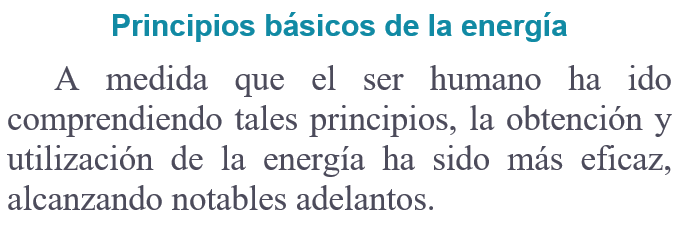 Principios básicos de la energía
A medida que el ser humano ha ido
comprendiendo tales principios, la obtención y
utilización de la energía ha sido más eficaz,
alcanzando notables adelantos.